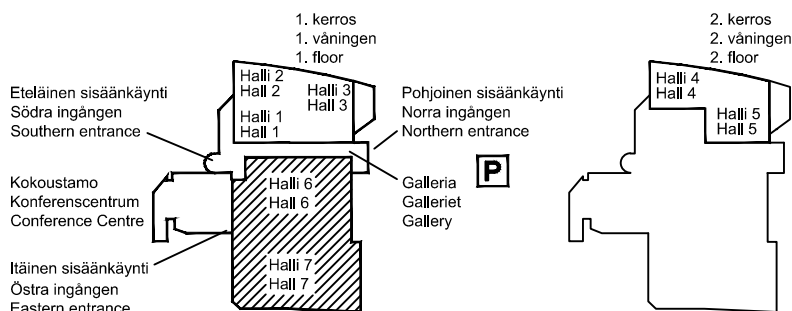 1. kerros
1. våningen
1. floor
2. kerros
2. våningen
2. floor
Halli 2
Hall 2
Halli 3
Hall 3
Halli 1
Hall 1
Halli 4
Hall 4
Halli 5
Hall 5
Eteläinen sisäänkäynti
Södra ingången
Southern entrance
Pohjoinen sisäänkäynti
Norra ingången
Northern entrance
Kokoustamo
Konferenscentrum
Conference Centre
Halli 6
Hall 6
Galleria
Galleriet
Gallery
P
Itäinen sisäänkäynti
Östra ingången
Eastern entrance
Halli 7
Hall 7